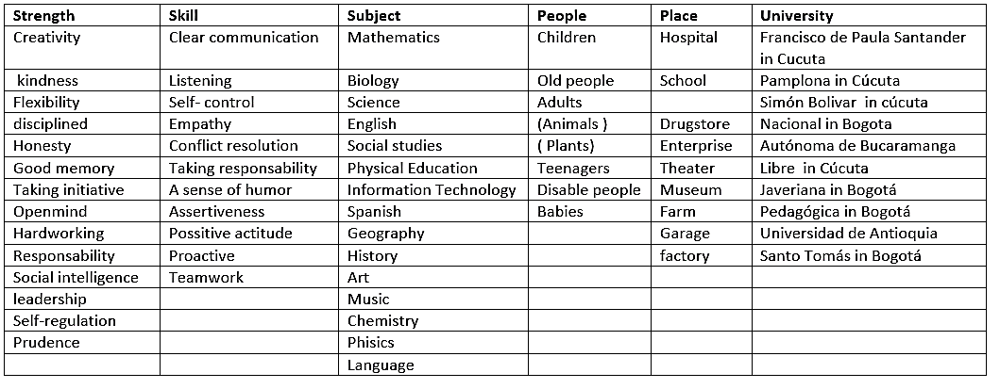 Strength Skill Subject People Place University
Creativity Clear communication Mathematics Children Hospital Francisco de Paula Santander
in Cucuta
kindness Listening Biology Old people School Pamplona in Cúcuta
Flexibility Self- control Science Adults Simón Bolivar in cúcuta
disciplined Empathy English (Animals ) Drugstore Nacional in Bogota
Honesty Conflict resolution Social studies ( Plants) Enterprise Autónoma de Bucaramanga
Good memory Taking responsability Physical Education Teenagers Theater Libre in Cúcuta
Taking initiative A sense of humor Information Technology Disable people Museum Javeriana in Bogotá
Openmind Assertiveness Spanish Babies Farm Pedagógica in Bogotá
Hardworking Possitive actitude Geography Garage Universidad de Antioquia
Responsability Proactive History factory Santo Tomás in Bogotá
Social intelligence Teamwork Art
leadership Music
Self-regulation Chemistry
Prudence Phisics
Language